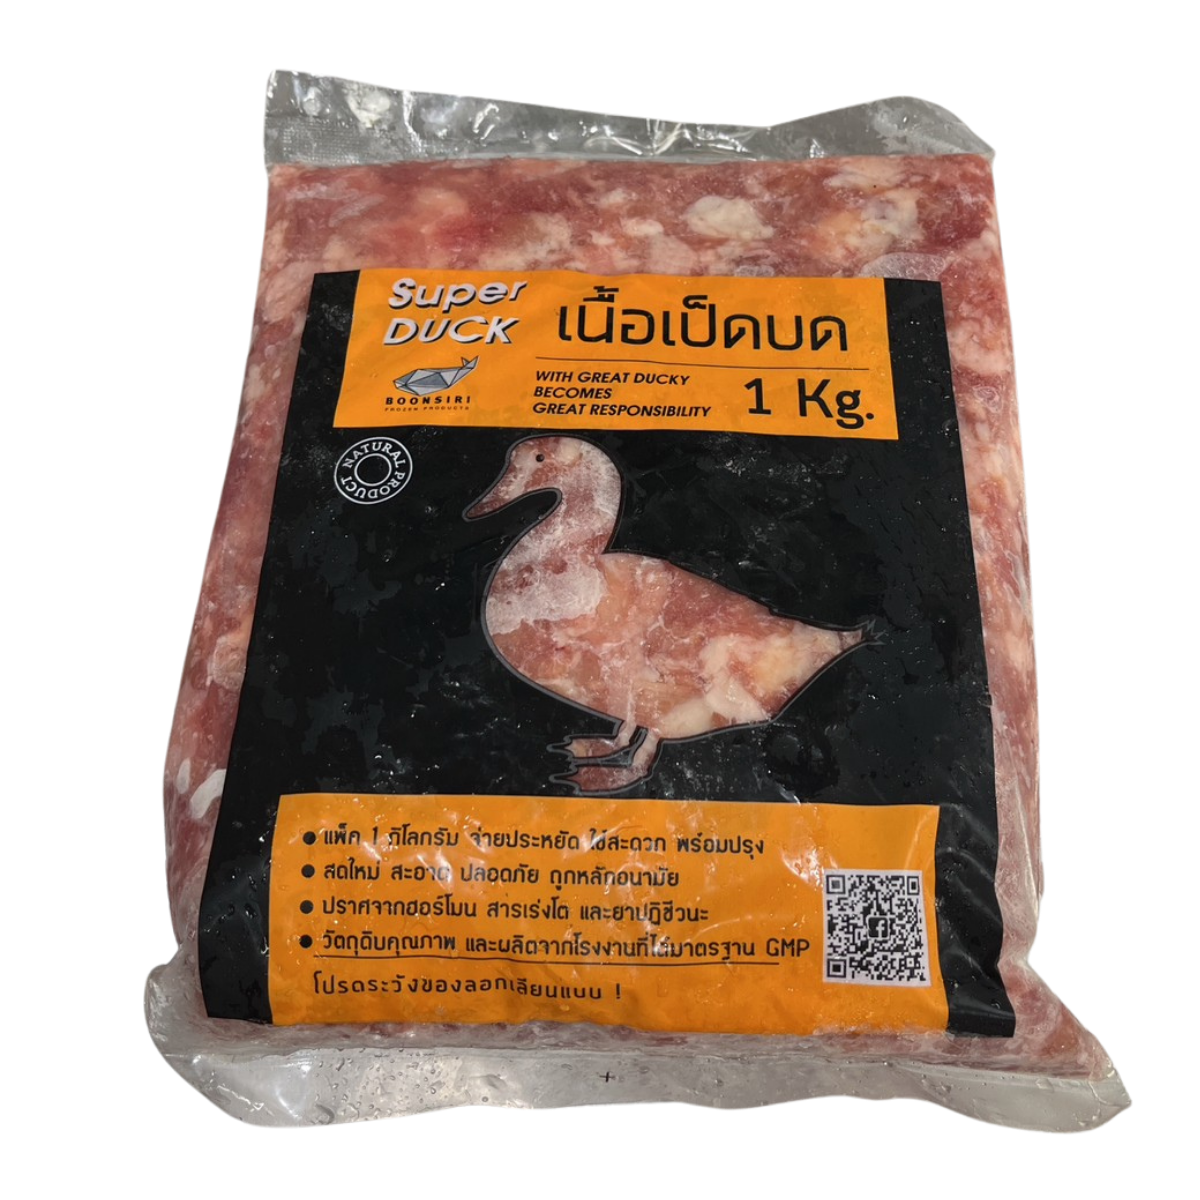 Super
DUCK
เนื้อเป็ดบด
BOONSIRI
FROZEN PRODUCTS
WITH GREAT DUCKY
BECOMES
GREAT RESPONSIBILITY
1 Kg.
NATURAL PRODUCT
● แพ็ค 1 กิโลกรัม จ่ายประหยัด ใช้สะดวก พร้อมปรุง
● สดใหม่ สะอาด ปลอดภัย ถูกหลักอนามัย
● ปราศจากฮอร์โมน สารเร่งโต และยาปฏิชีวนะ
● วัตถุดิบคุณภาพ และผลิตจากโรงงานที่ได้มาตรฐาน GMP
โปรดระวังของลอกเลียนแบบ !